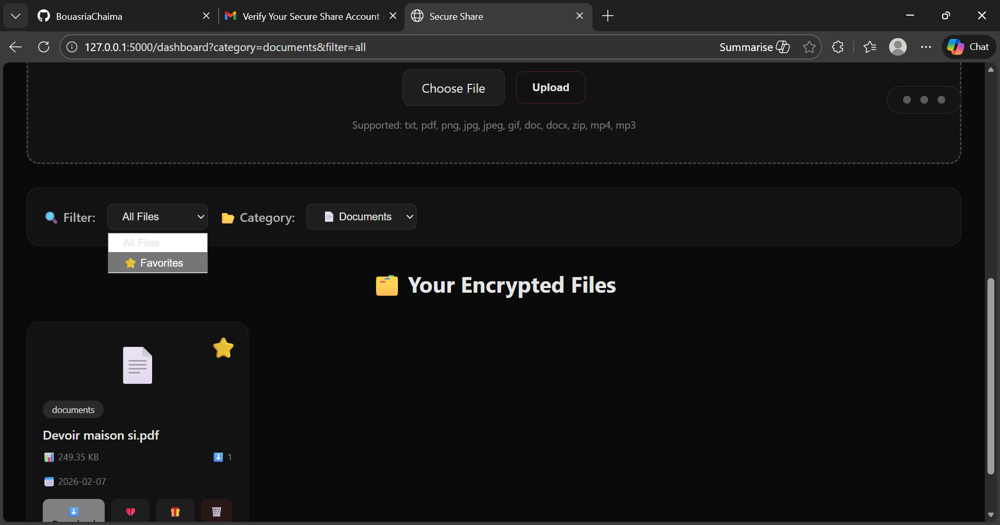 BouasriaChaima
Verify Your Secure Share Account
Secure Share
127.0.0.1:5000/dashboard?category=documents&filter=all
Summarise
Chat
Choose File
Upload
Supported: txt, pdf, png, jpg, jpeg, gif, doc, docx, zip, mp4, mp3
Filter:
All Files
Category:
Documents
All Files
Favorites
Your Encrypted Files
documents
Devoir maison si.pdf
249.35 KB
1
2026-02-07